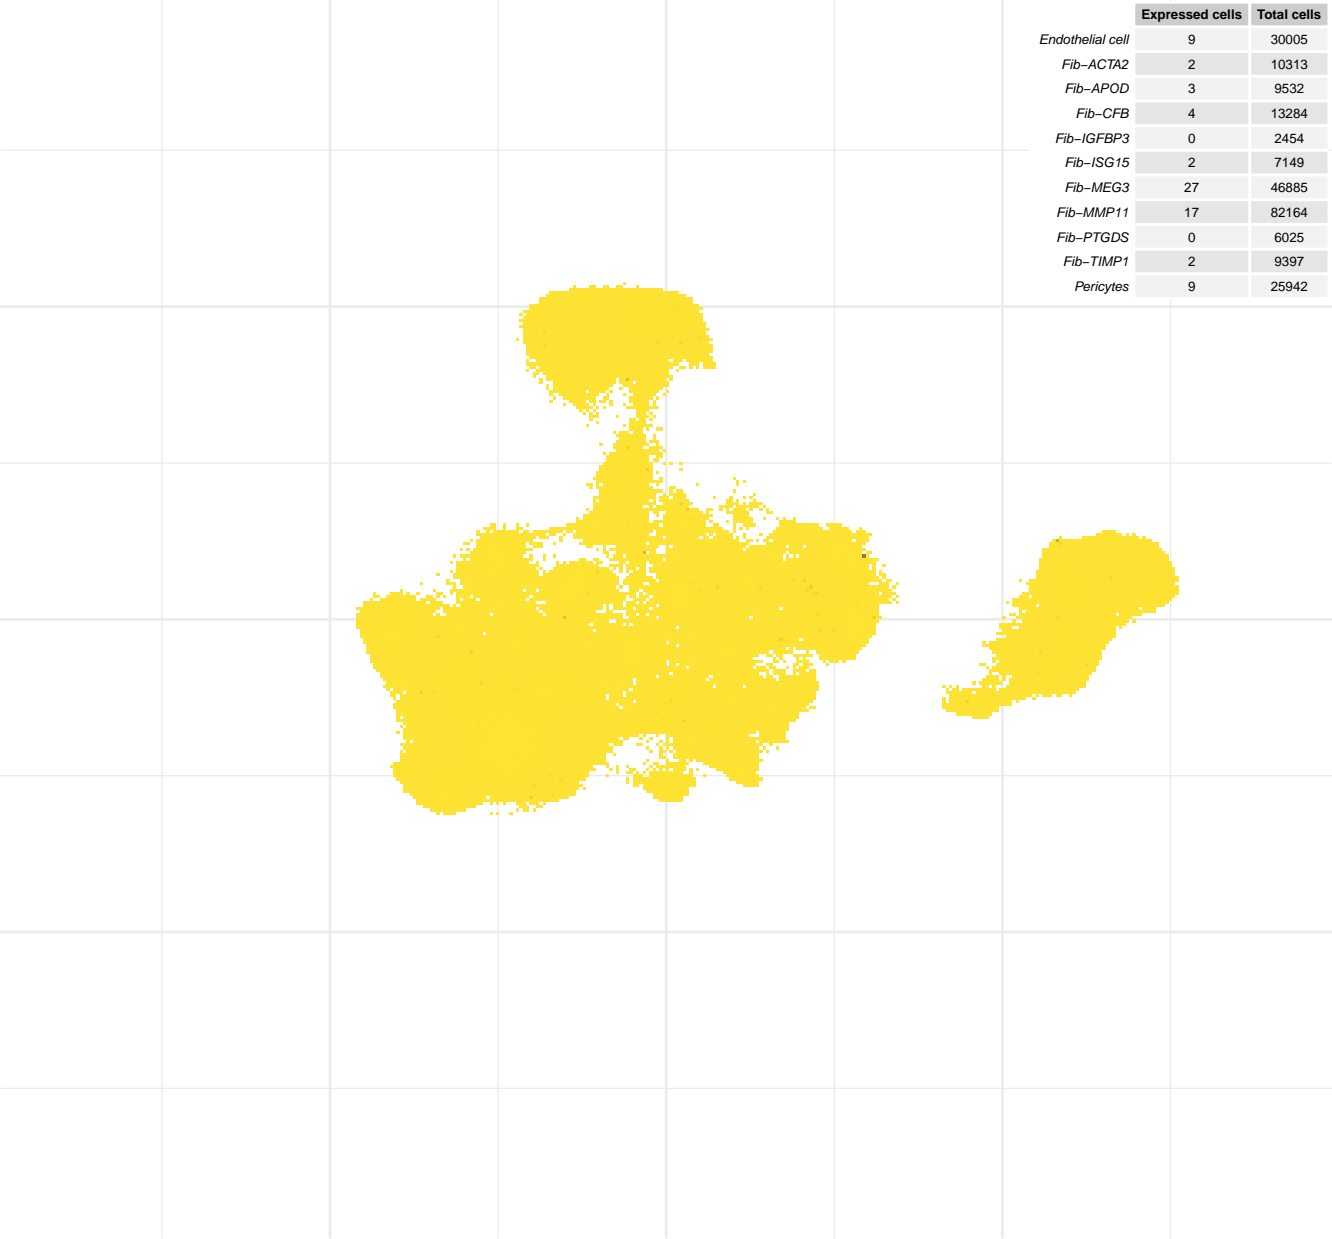 Expressed cells Total cells
Endothelial cell 9 30005
Fib−ACTA2 2 10313
Fib−APOD 3 9532
Fib−CFB 4 13284
Fib−IGFBP3 0 2454
Fib−ISG15 2 7149
Fib−MEG3 27 46885
Fib−MMP11 17 82164
Fib−PTGDS 0 6025
Fib−TIMP1 2 9397
Pericytes 9 25942